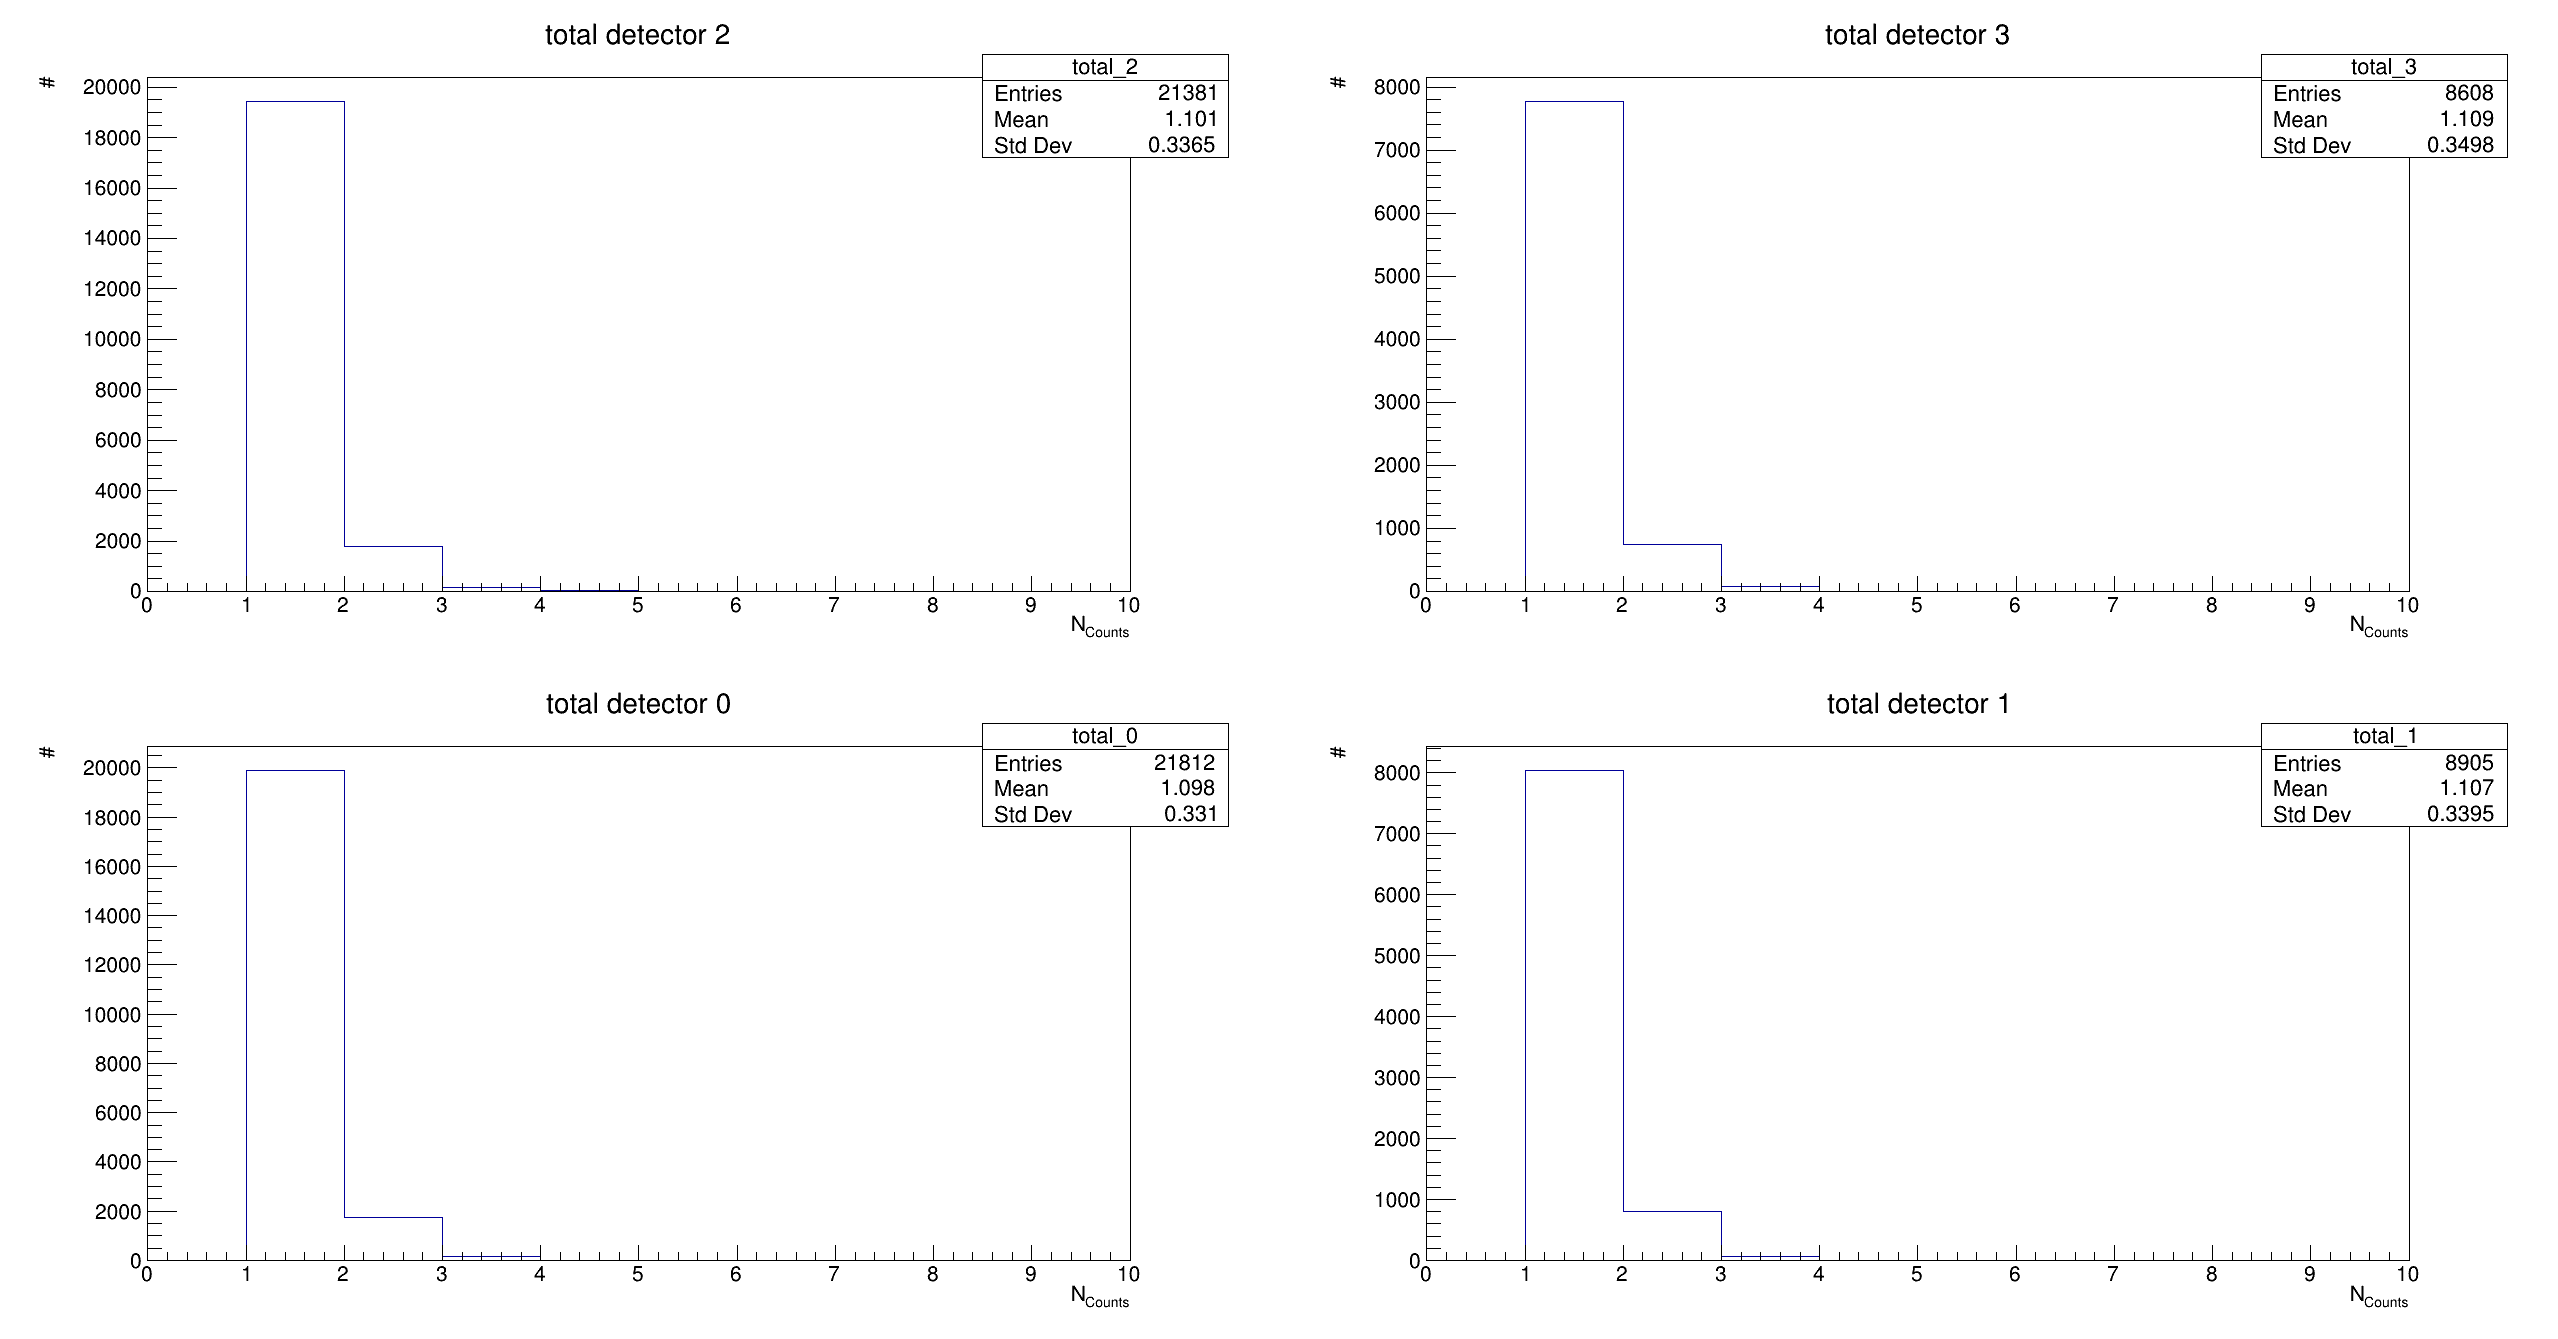 total detector 2
total_2
Entries 21381
Mean 1.101
Std Dev 0.3365
#
20000
18000
16000
14000
12000
10000
8000
6000
4000
2000
0
0 1 2 3 4 5 6 7 8 9 10
NCounts
total detector 3
total_3
Entries 8608
Mean 1.109
Std Dev 0.3498
#
8000
7000
6000
5000
4000
3000
2000
1000
0
0 1 2 3 4 5 6 7 8 9 10
NCounts
total detector 0
total_0
Entries 21812
Mean 1.098
Std Dev 0.331
#
20000
18000
16000
14000
12000
10000
8000
6000
4000
2000
0
0 1 2 3 4 5 6 7 8 9 10
NCounts
total detector 1
total_1
Entries 8905
Mean 1.107
Std Dev 0.3395
#
8000
7000
6000
5000
4000
3000
2000
1000
0
0 1 2 3 4 5 6 7 8 9 10
NCounts